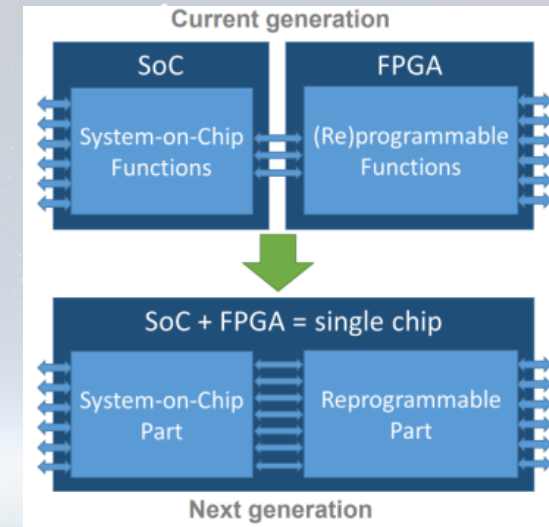 Current generation
SoC
FPGA
System-on-Chip
Functions
(Re)programmable
Functions
SoC + FPGA = single chip
System-on-Chip
Part
Reprogrammable
Part
Next generation